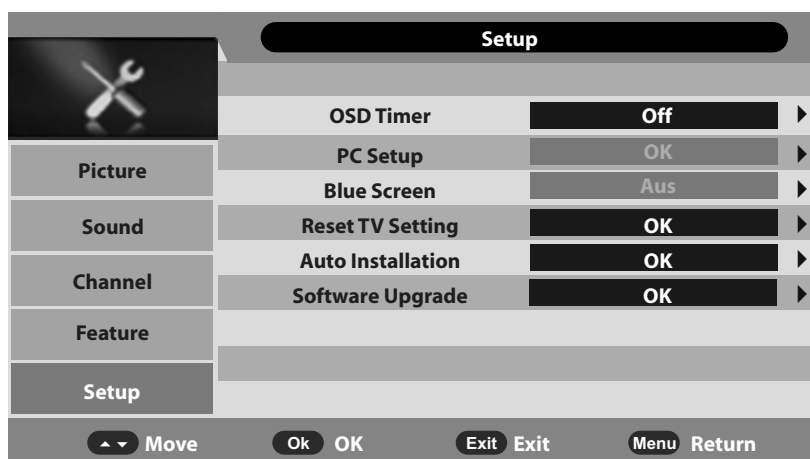 Setup
OSD Timer Off
PC Setup OK
Blue Screen Aus
Reset TV Setting OK
Auto Installation OK
Software Upgrade OK
Picture
Sound
Channel
Feature
Setup
Move Ok OK Exit Exit Menu Return